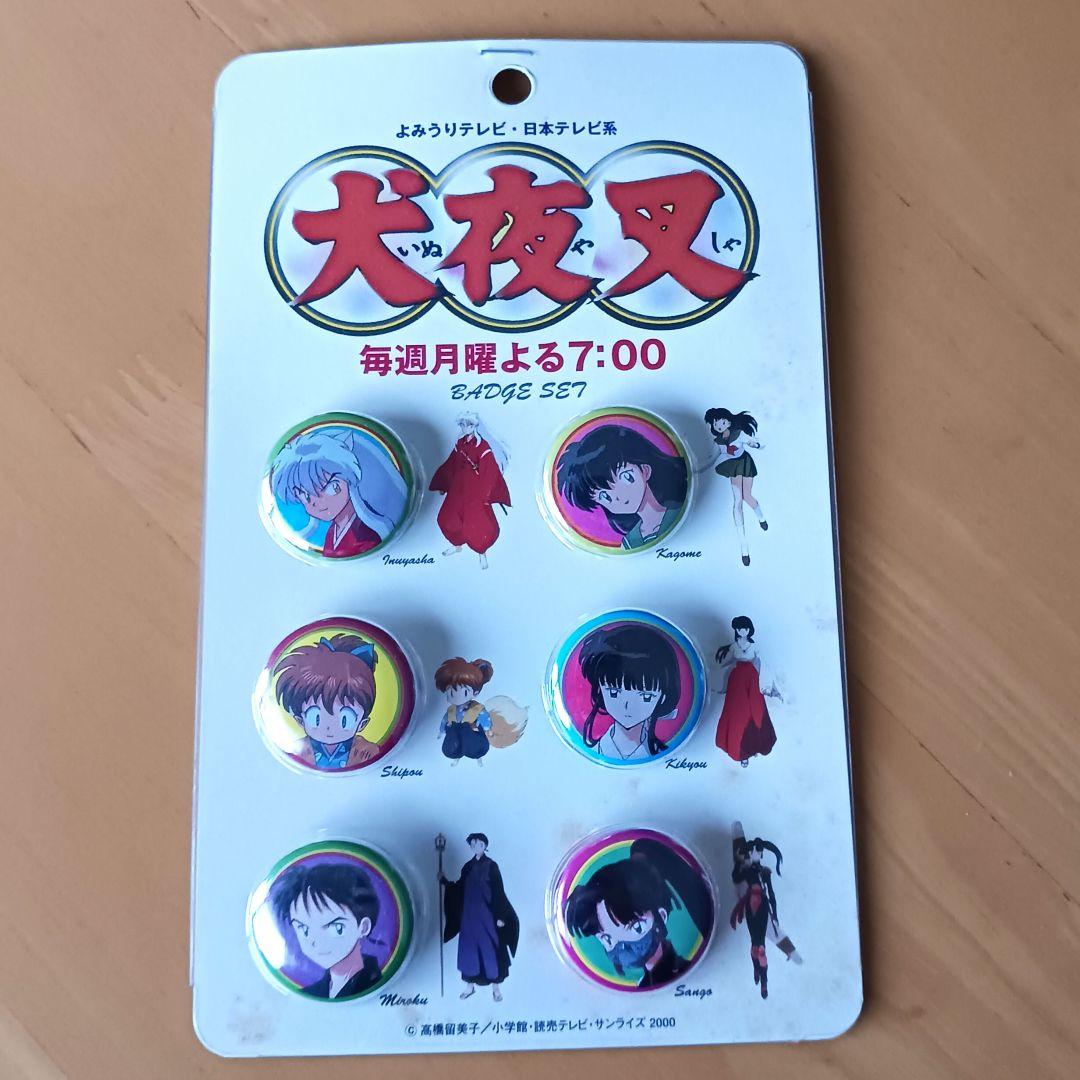 よみうりテレビ・日本テレビ系
犬夜叉
いぬ や しゃ
毎週月曜よる7:00
BADGE SET
Inuyasha
Kagome
Shipou
Kikyou
Miroku
Sango
© 高橋留美子／小学館・読売テレビ・サンライズ 2000